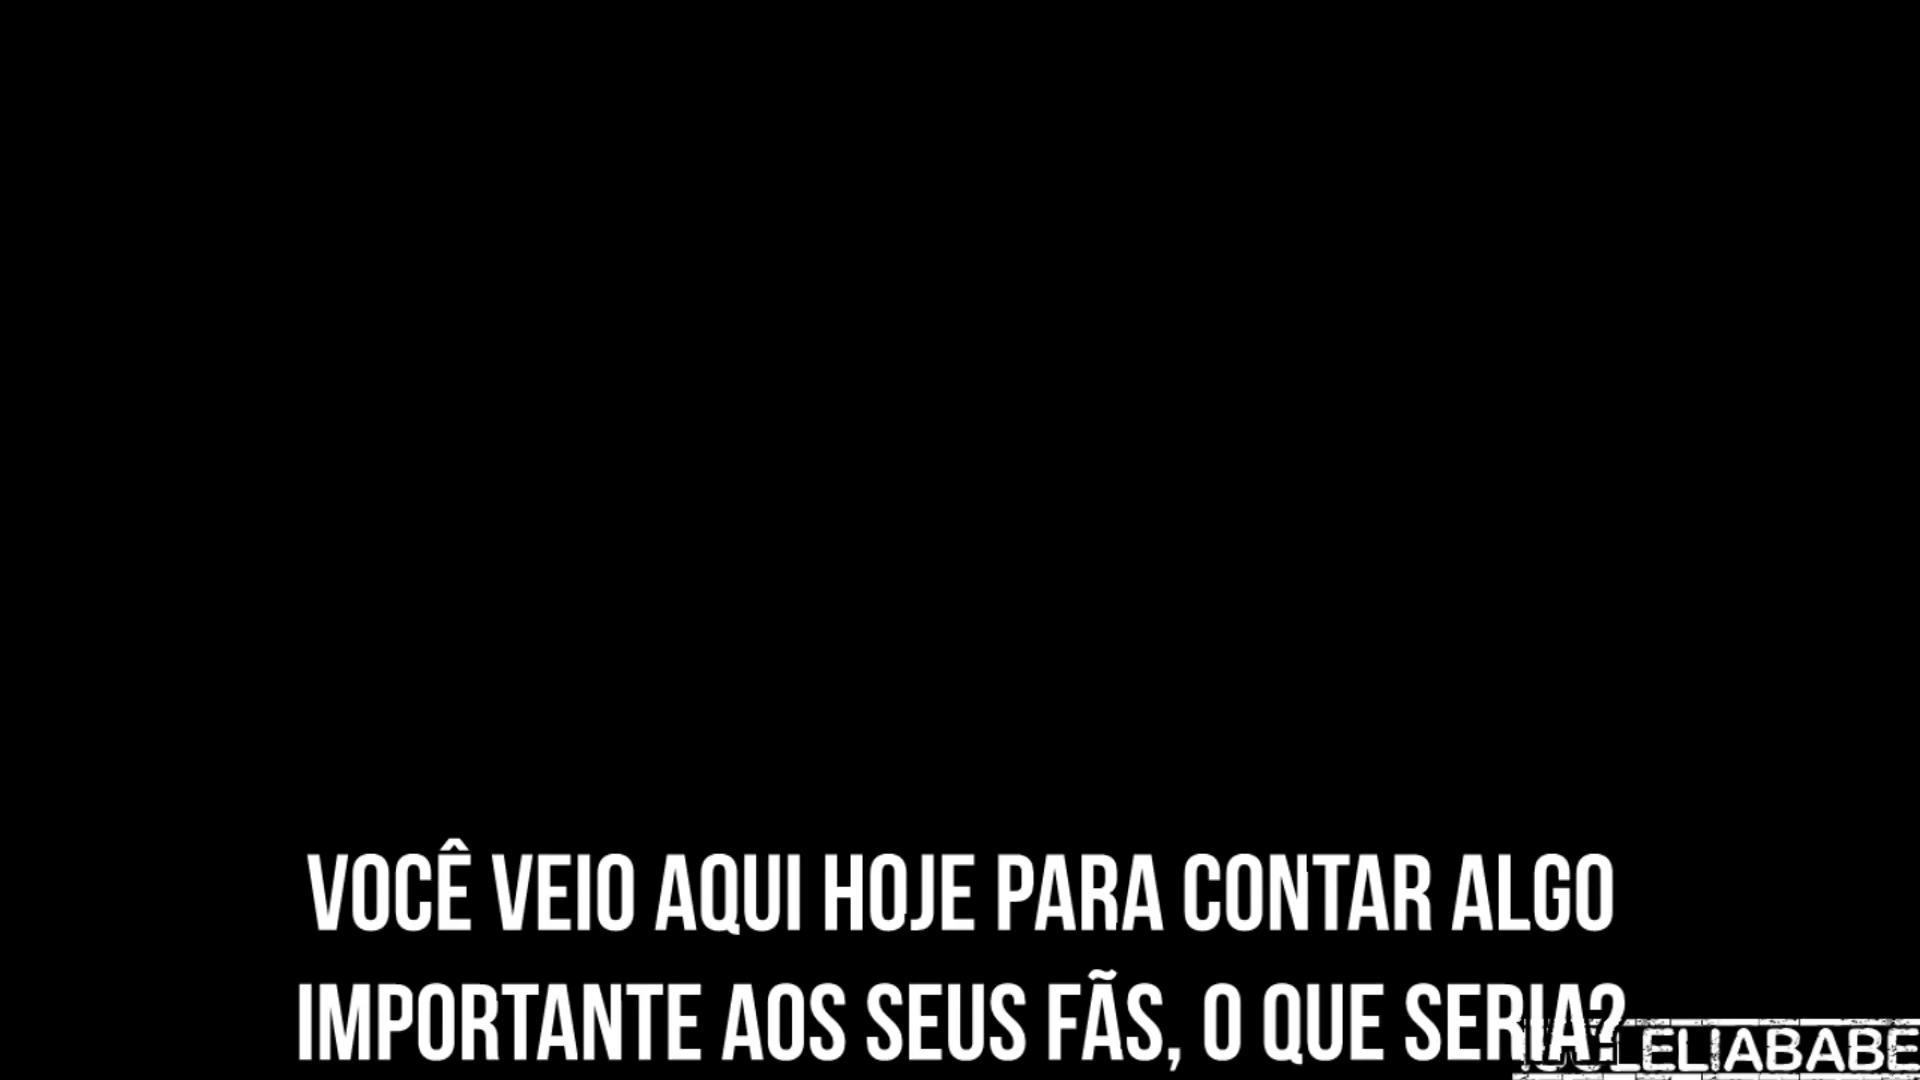 VOCÊ VEIO AQUI HOJE PARA CONTAR ALGO
IMPORTANTE AOS SEUS FÃS, O QUE SERIA?